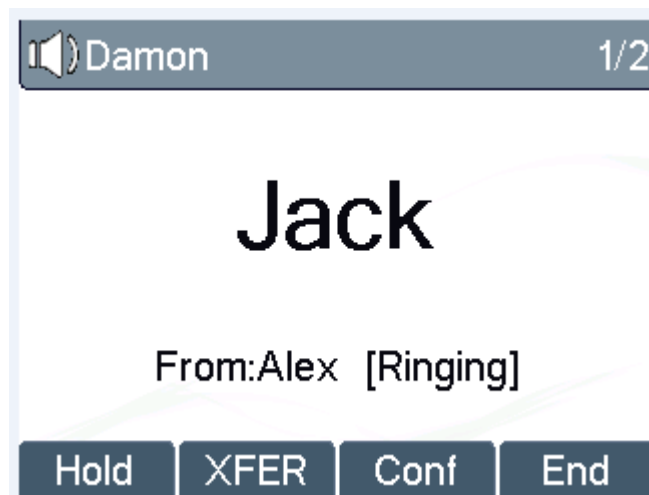 Damon 1/2
Jack
From:Alex [Ringing]
Hold XFER Conf End